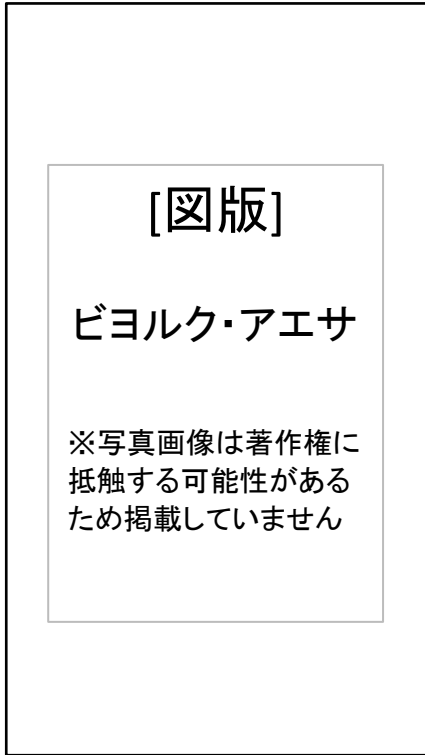 [図版]
ビヨルク・アエサ
※写真画像は著作権に
抵触する可能性がある
ため掲載していません